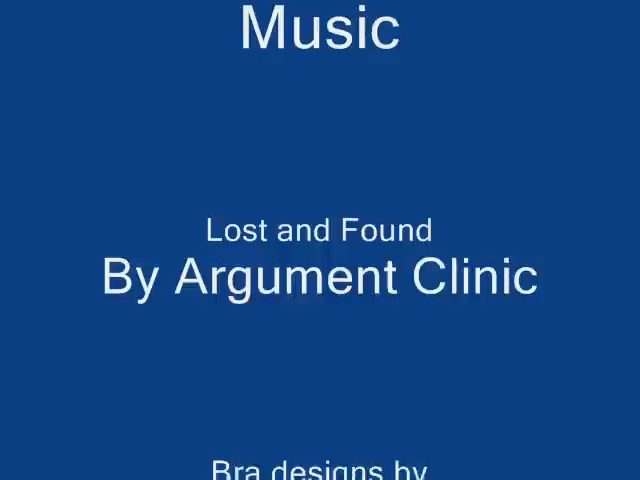 Music
Lost and Found
By Argument Clinic
Bra designs by